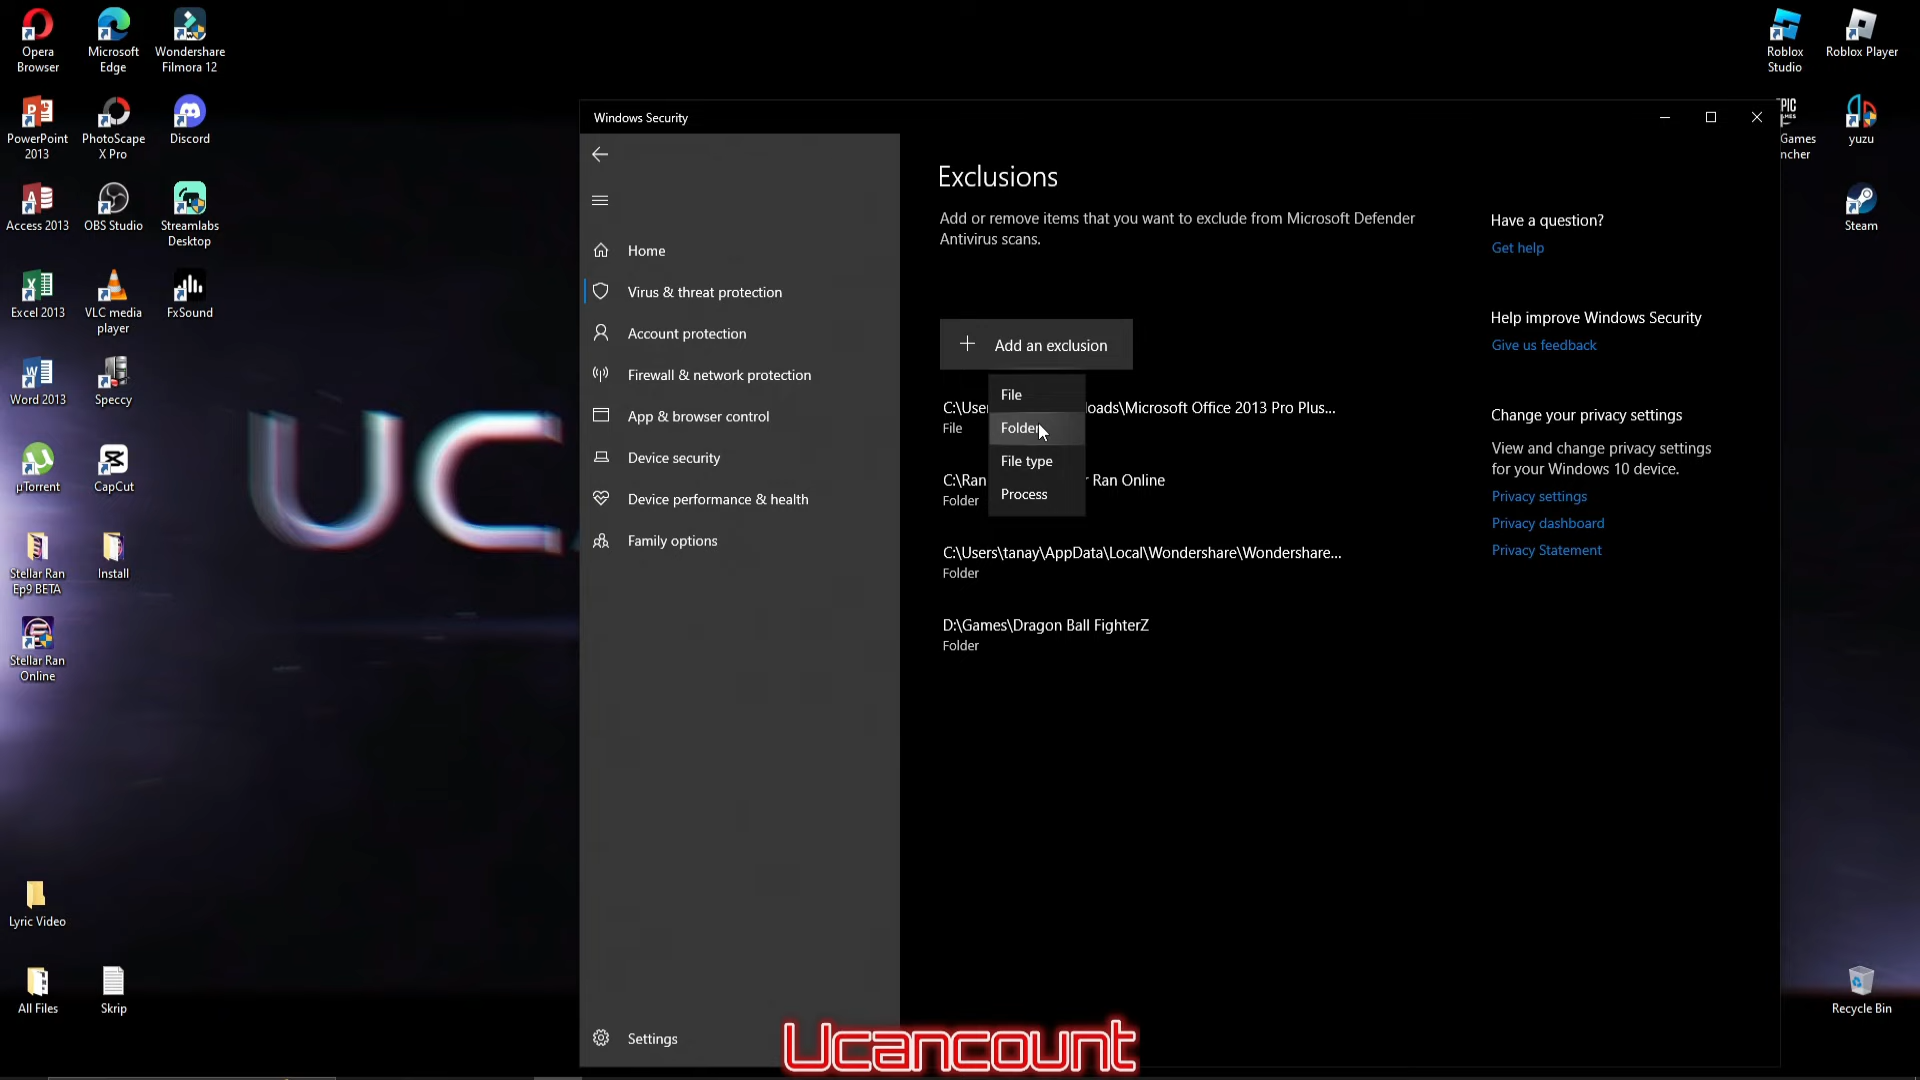 Opera
Browser
Microsoft
Edge
Wondershare
Filmora 12
PowerPoint
2013
PhotoScape
X Pro
Discord
Access 2013
OBS Studio
Streamlabs
Desktop
Excel 2013
VLC media
player
FxSound
Word 2013
Speccy
µTorrent
CapCut
Stellar Ran
Ep9 BETA
Install
Stellar Ran
Online
Lyric Video
All Files
Skrip
UC
Windows Security
Home
Virus & threat protection
Account protection
Firewall & network protection
App & browser control
Device security
Device performance & health
Family options
Settings
Exclusions
Add or remove items that you want to exclude from Microsoft Defender
Antivirus scans.
Add an exclusion
File
Folder
File type
Process
C:\Use loads\Microsoft Office 2013 Pro Plus...
File
C:\Ran Ran Online
Folder
C:\Users\tanay\AppData\Local\Wondershare\Wondershare...
Folder
D:\Games\Dragon Ball FighterZ
Folder
Have a question?
Get help
Help improve Windows Security
Give us feedback
Change your privacy settings
View and change privacy settings
for your Windows 10 device.
Privacy settings
Privacy dashboard
Privacy Statement
Roblox
Studio
Roblox Player
EPIC
Games
ncher
yuzu
Steam
Recycle Bin
Ucancount